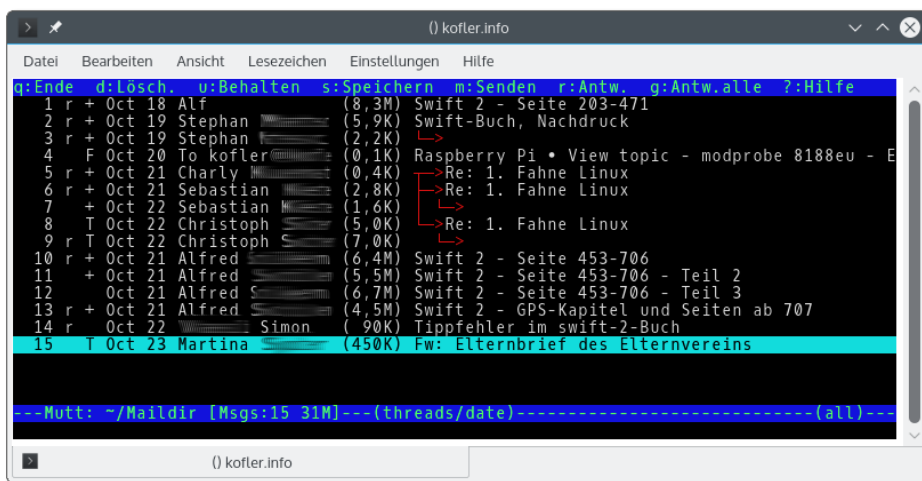 () kofler.info
Datei Bearbeiten Ansicht Lesezeichen Einstellungen Hilfe
q:Ende d:Lösch. u:Behalten s:Speichern m:Senden r:Antw. g:Antw.alle ?:Hilfe
1 r + Oct 18 Alf (8,3M) Swift 2 - Seite 203-471
2 r + Oct 19 Stephan (5,9K) Swift-Buch, Nachdruck
3 r + Oct 19 Stephan (2,2K) └─>
4 F Oct 20 To kofler (0,1K) Raspberry Pi • View topic - modprobe 8188eu - E
5 r + Oct 21 Charly (0,4K) ┬─>Re: 1. Fahne Linux
6 r + Oct 21 Sebastian (2,8K) ├─>Re: 1. Fahne Linux
7 + Oct 22 Sebastian (1,6K) │ └─>
8 T Oct 22 Christoph (5,0K) └─>Re: 1. Fahne Linux
9 r T Oct 22 Christoph (7,0K) └─>
10 r + Oct 21 Alfred (6,4M) Swift 2 - Seite 453-706
11 + Oct 21 Alfred (5,5M) Swift 2 - Seite 453-706 - Teil 2
12 Oct 21 Alfred (6,7M) Swift 2 - Seite 453-706 - Teil 3
13 r + Oct 21 Alfred (4,5M) Swift 2 - GPS-Kapitel und Seiten ab 707
14 r Oct 22 Simon ( 90K) Tippfehler im swift-2-Buch
15 T Oct 23 Martina (450K) Fw: Elternbrief des Elternvereins
---Mutt: ~/Maildir [Msgs:15 31M]---(threads/date)-----------------------------(all)---
() kofler.info